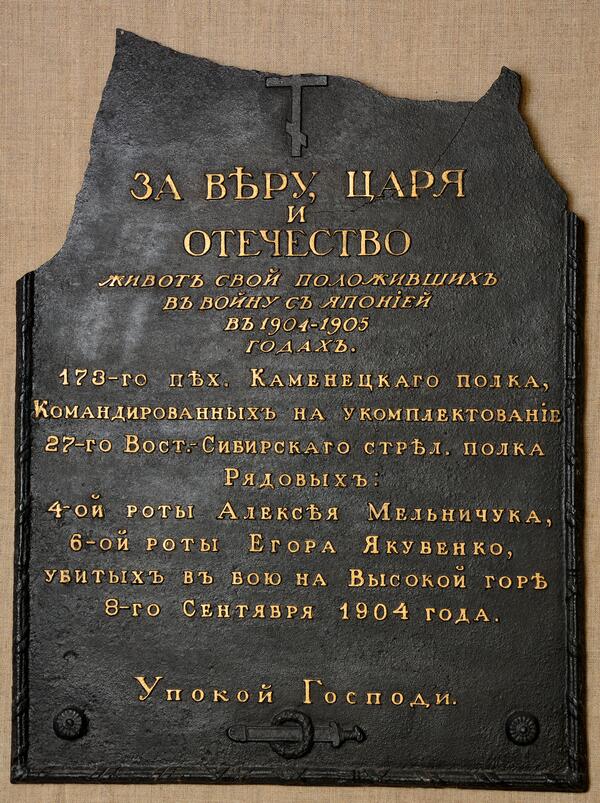 ЗА ВѢРУ, ЦАРЯ
И
ОТЕЧЕСТВО
ЖИВОТЪ СВОЙ ПОЛОЖИВШИХЪ
ВЪ ВОЙНУ СЪ ЯПОНІЕЙ
ВЪ 1904-1905
ГОДАХЪ.
173-ГО ПѢХ. КАМЕНЕЦКАГО ПОЛКА,
КОМАНДИРОВАННЫХЪ НА УКОМПЛЕКТОВАНІЕ
27-ГО ВОСТ.-СИБИРСКАГО СТРѢЛ. ПОЛКА
РЯДОВЫХЪ:
4-ОЙ РОТЫ АЛЕКСѢЯ МЕЛЬНИЧУКА,
6-ОЙ РОТЫ ЕГОРА ЯКУБЕНКО,
УБИТЫХЪ ВЪ БОЮ НА ВЫСОКОЙ ГОРѢ
8-ГО СЕНТЯБРЯ 1904 ГОДА.
УПОКОЙ ГОСПОДИ.